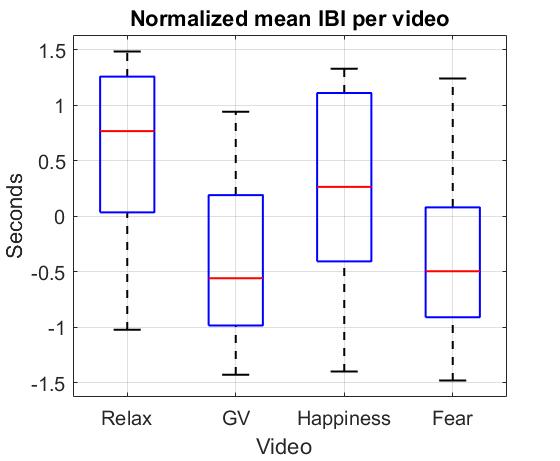 Normalized mean IBI per video
1.5
1
0.5
0
-0.5
-1
-1.5
Seconds
Relax GV Happiness Fear
Video